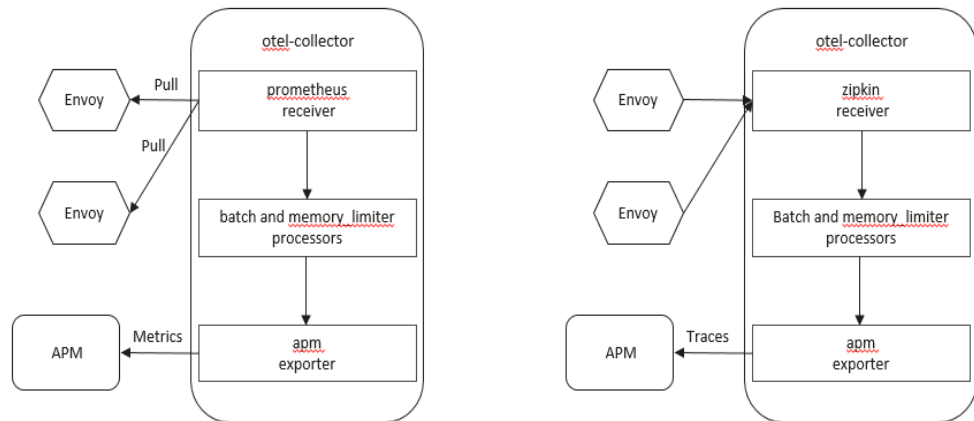 otel-collector
Pull
Envoy
prometheus
receiver
Pull
Envoy
batch and memory_limiter
processors
Metrics
APM
apm
exporter
otel-collector
Envoy
zipkin
receiver
Envoy
Batch and memory_limiter
processors
Traces
APM
apm
exporter